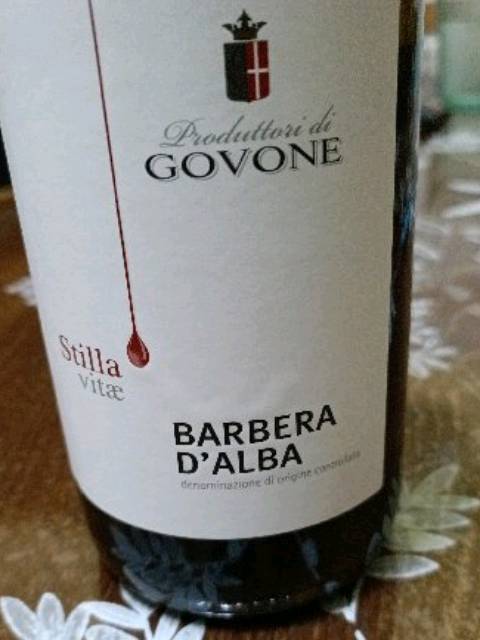 Produttori di
GOVONE
Stilla
vitæ
BARBERA
D'ALBA
denominazione di origine controllata